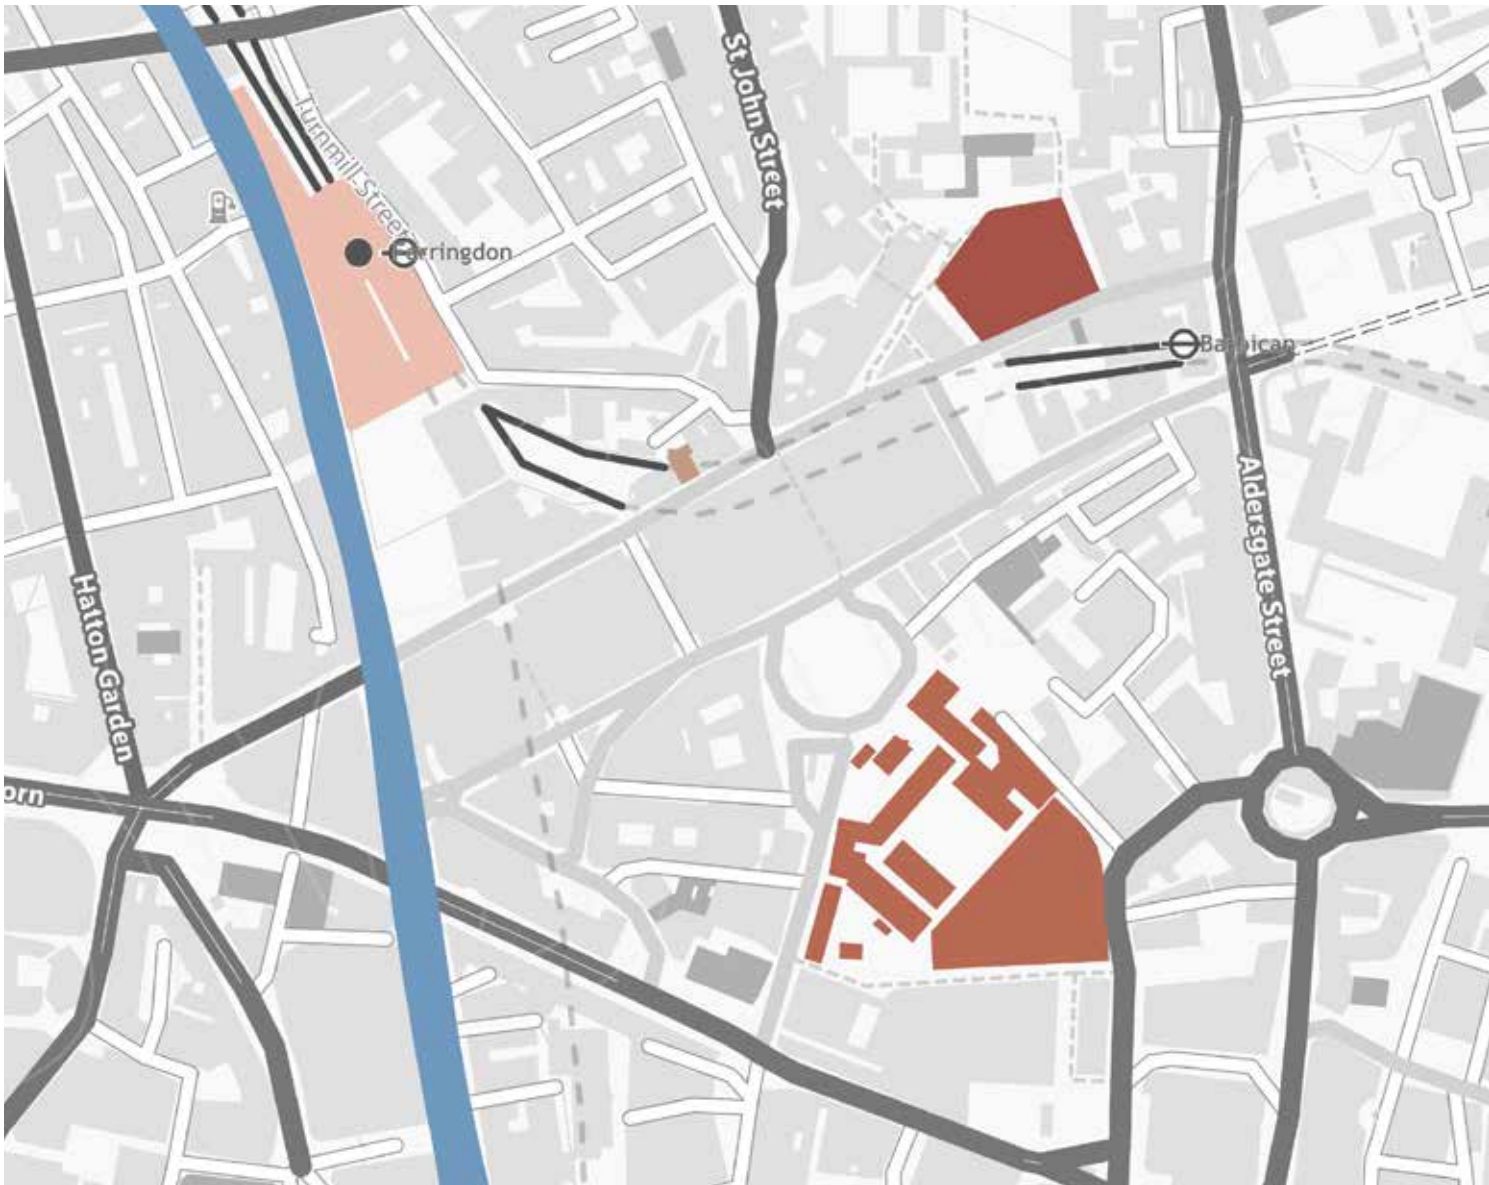 St John Street
Turnmill Street
Farringdon
Barbican
Aldersgate Street
Hatton Garden
orn